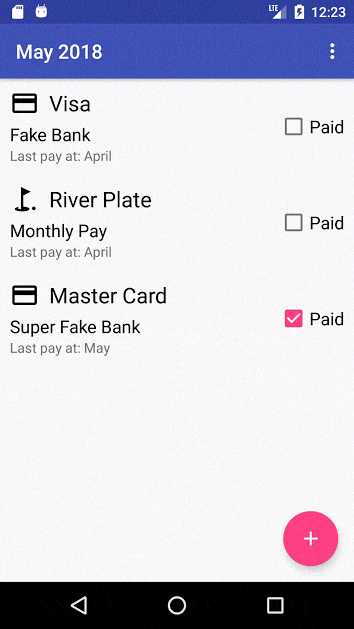 LTE 12:23
May 2018
Visa
Fake Bank
Last pay at: April
Paid
River Plate
Monthly Pay
Last pay at: April
Paid
Master Card
Super Fake Bank
Last pay at: May
Paid
+